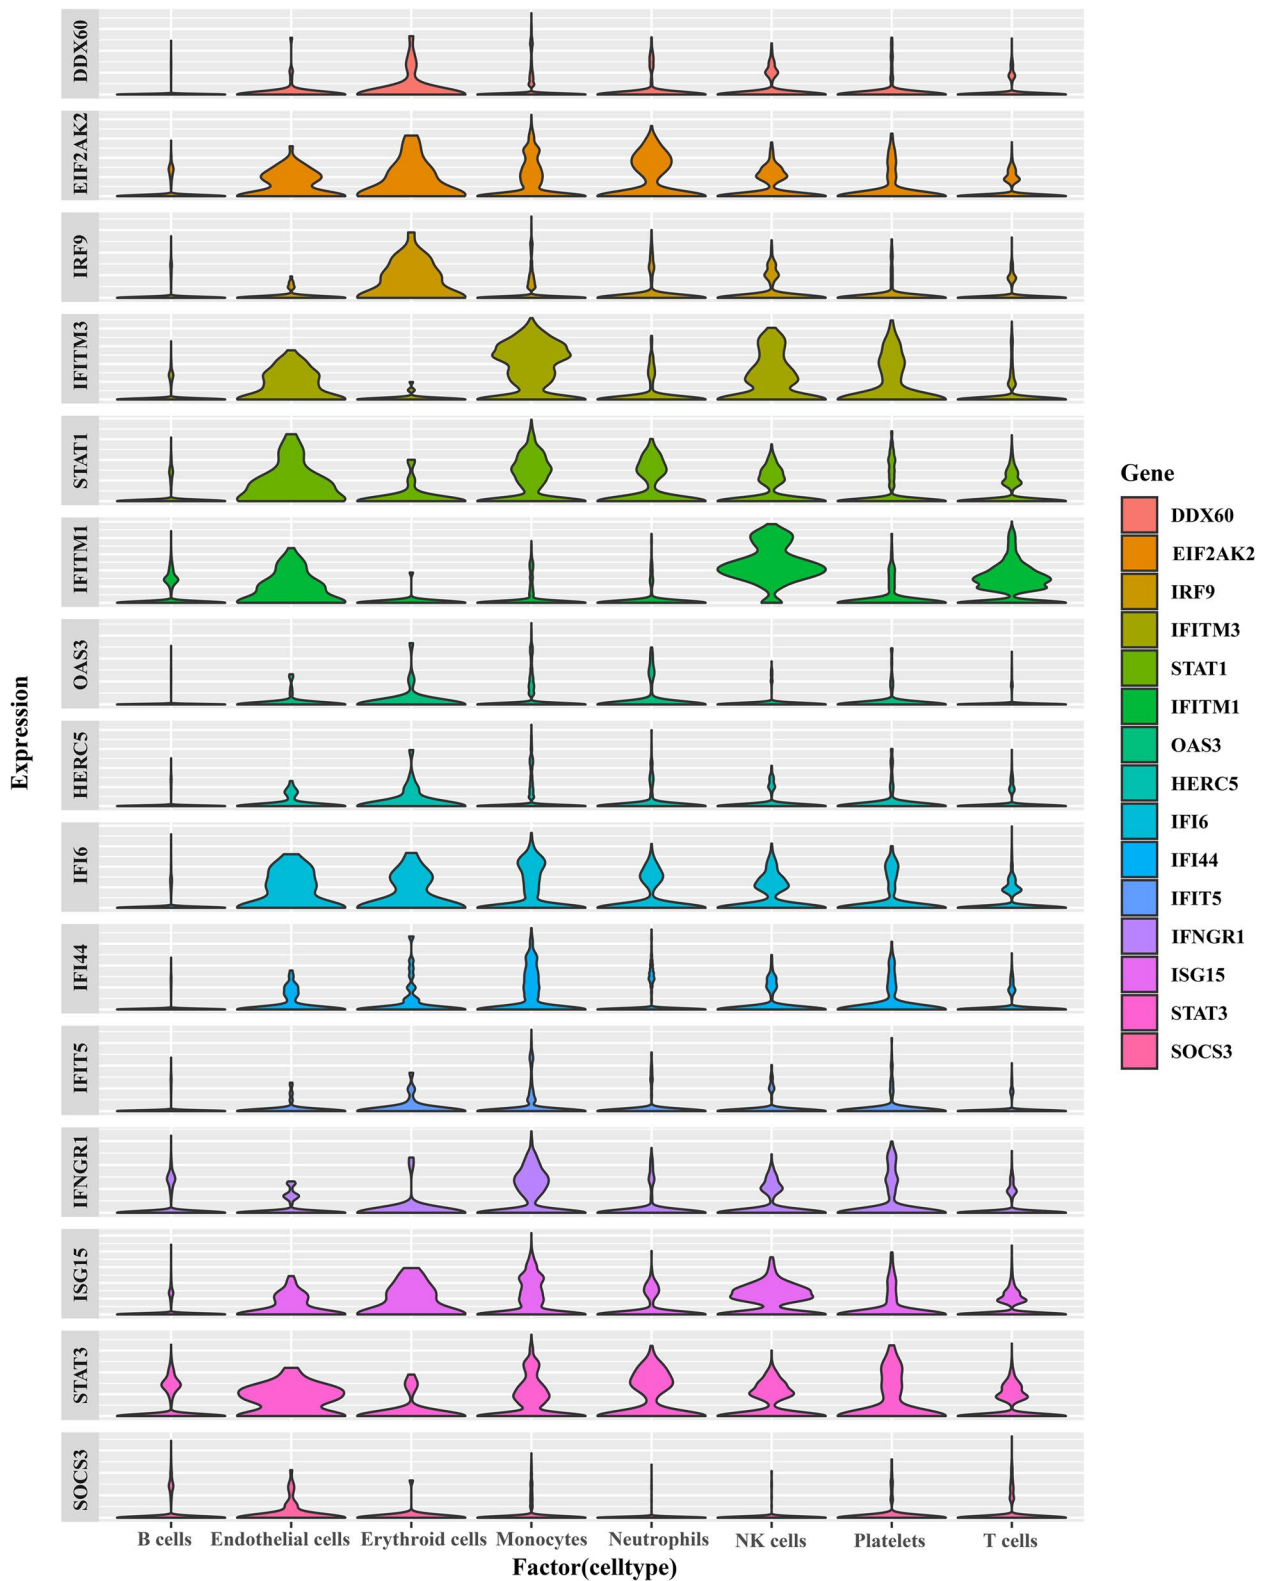 DDX60
EIF2AK2
IRF9
IFITM3
STAT1
IFITM1
OAS3
HERC5
IFI6
IFI44
IFIT5
IFNGR1
ISG15
STAT3
SOCS3
Expression
B cells Endothelial cells Erythroid cells Monocytes Neutrophils NK cells Platelets T cells
Factor(celltype)
Gene
DDX60
EIF2AK2
IRF9
IFITM3
STAT1
IFITM1
OAS3
HERC5
IFI6
IFI44
IFIT5
IFNGR1
ISG15
STAT3
SOCS3